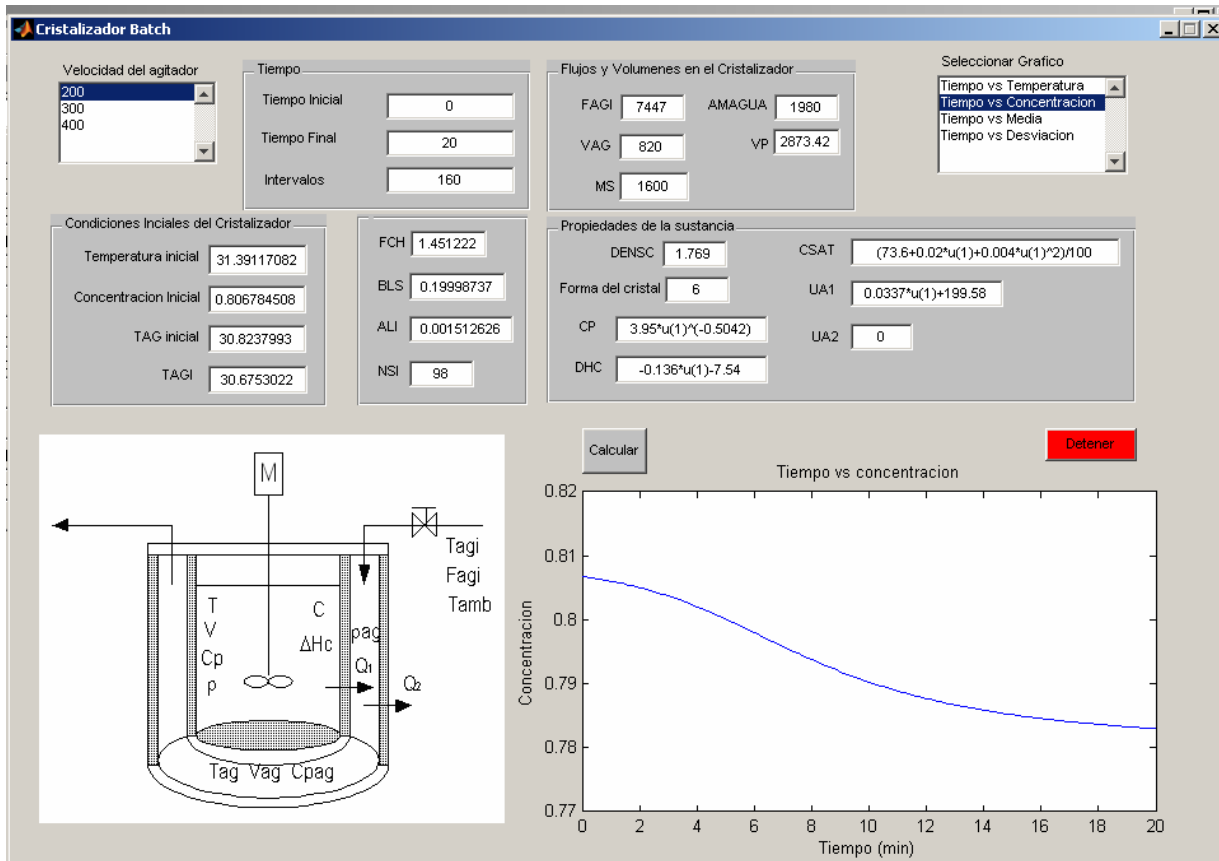 Cristalizador Batch
Velocidad del agitador
200
300
400
Tiempo
Tiempo Inicial 0
Tiempo Final 20
Intervalos 160
Flujos y Volumenes en el Cristalizador
FAGI 7447 AMAGUA 1980
VAG 820 VP 2873.42
MS 1600
Seleccionar Grafico
Tiempo vs Temperatura
Tiempo vs Concentracion
Tiempo vs Media
Tiempo vs Desviacion
Condiciones Inciales del Cristalizador
Temperatura inicial 31.39117082
Concentracion Inicial 0.806784508
TAG inicial 30.8237993
TAGI 30.6753022
FCH 1.451222
BLS 0.19998737
ALI 0.001512626
NSI 98
Propiedades de la sustancia
DENSC 1.769 CSAT (73.6+0.02*u(1)+0.004*u(1)^2)/100
Forma del cristal 6 UA1 0.0337*u(1)+199.58
CP 3.95*u(1)^(-0.5042) UA2 0
DHC -0.136*u(1)-7.54
M
Tagi
Fagi
Tamb
T C
V ΔHc pag
Cp Q1
p Q2
Tag Vag Cpag
Calcular
Detener
Tiempo vs concentracion
Concentracion
0.82
0.81
0.8
0.79
0.78
0.77
0 2 4 6 8 10 12 14 16 18 20
Tiempo (min)